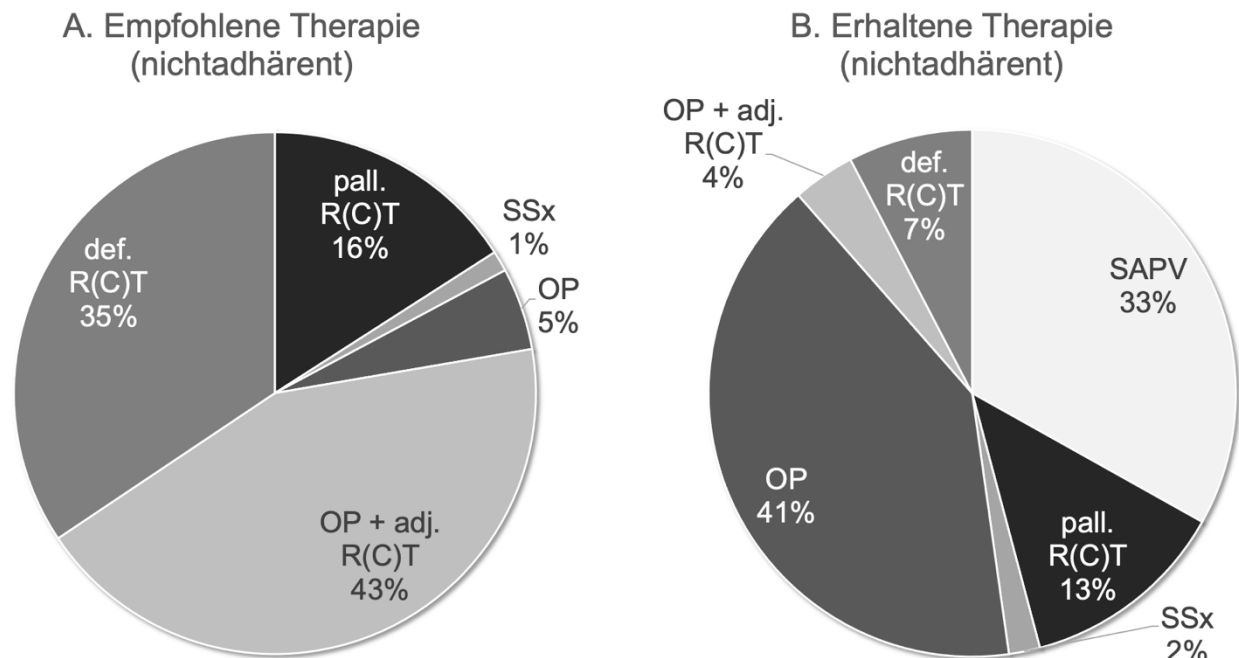 A. Empfohlene Therapie
(nichtadhärent)
pall.
R(C)T
16%
SSx
1%
OP
5%
OP + adj.
R(C)T
43%
def.
R(C)T
35%
B. Erhaltene Therapie
(nichtadhärent)
SAPV
33%
pall.
R(C)T
13%
SSx
2%
OP
41%
OP + adj.
R(C)T
4%
def.
R(C)T
7%